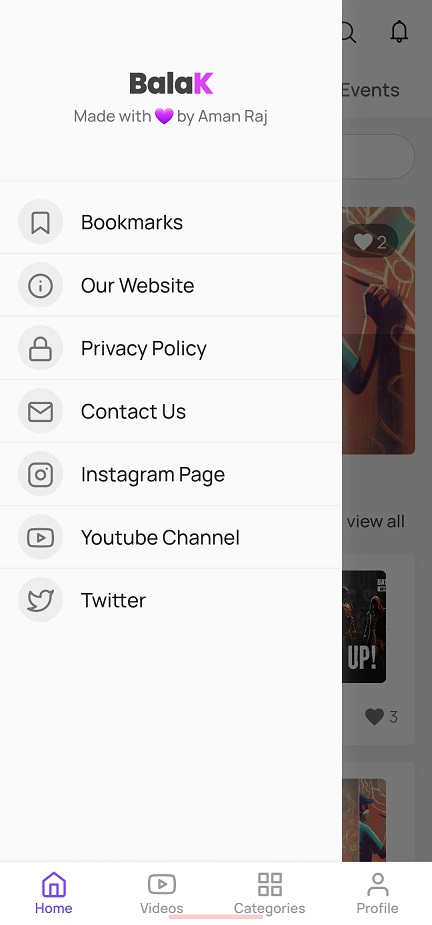 BalaK
Made with 💜 by Aman Raj
Events
2
Bookmarks
Our Website
Privacy Policy
Contact Us
Instagram Page
Youtube Channel
Twitter
view all
UP!
3
Home
Videos
Categories
Profile